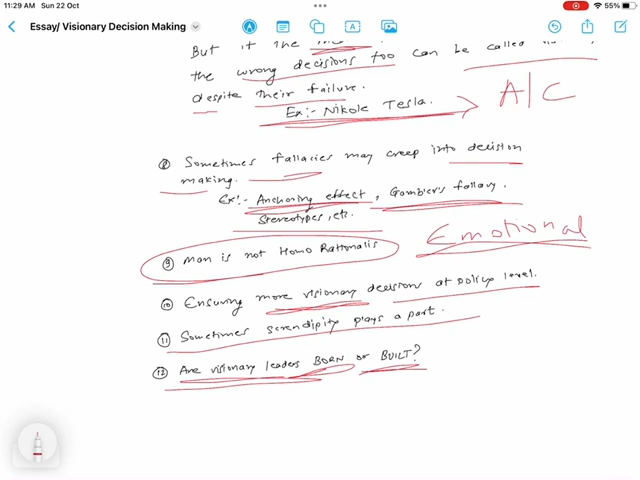 11:29 AM Sun 22 Oct
55%
Essay/ Visionary Decision Making
But if the
the wrong decisions too can be called
despite their failure.
Ex:- Nikole Tesla. A/C
⑧ Sometimes fallacies may creep into decision
making.
Ex:- Anchoring effect, Gambler's fallacy,
Stereotypes, etc.
Emotional
⑨ Man is not Homo Rationalis
⑩ Ensuring more visionary decision at policy level.
⑪ Sometimes serendipity plays a part.
⑫ Are visionary leaders BORN or BUILT?